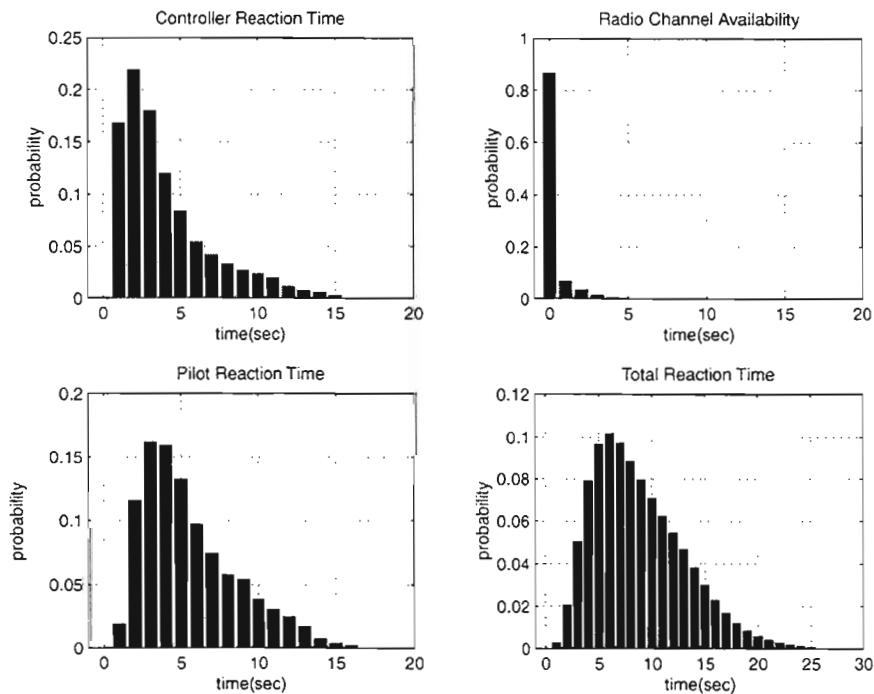 Controller Reaction Time
0.25
0.2
0.15
0.1
0.05
0
probability
0 5 10 15 20
time(sec)
Radio Channel Availability
1
0.8
0.6
0.4
0.2
0
probability
0 5 10 15 20
time(sec)
Pilot Reaction Time
0.2
0.15
0.1
0.05
0
probability
0 5 10 15 20
time(sec)
Total Reaction Time
0.12
0.1
0.08
0.06
0.04
0.02
0
probability
0 5 10 15 20 25 30
time(sec)